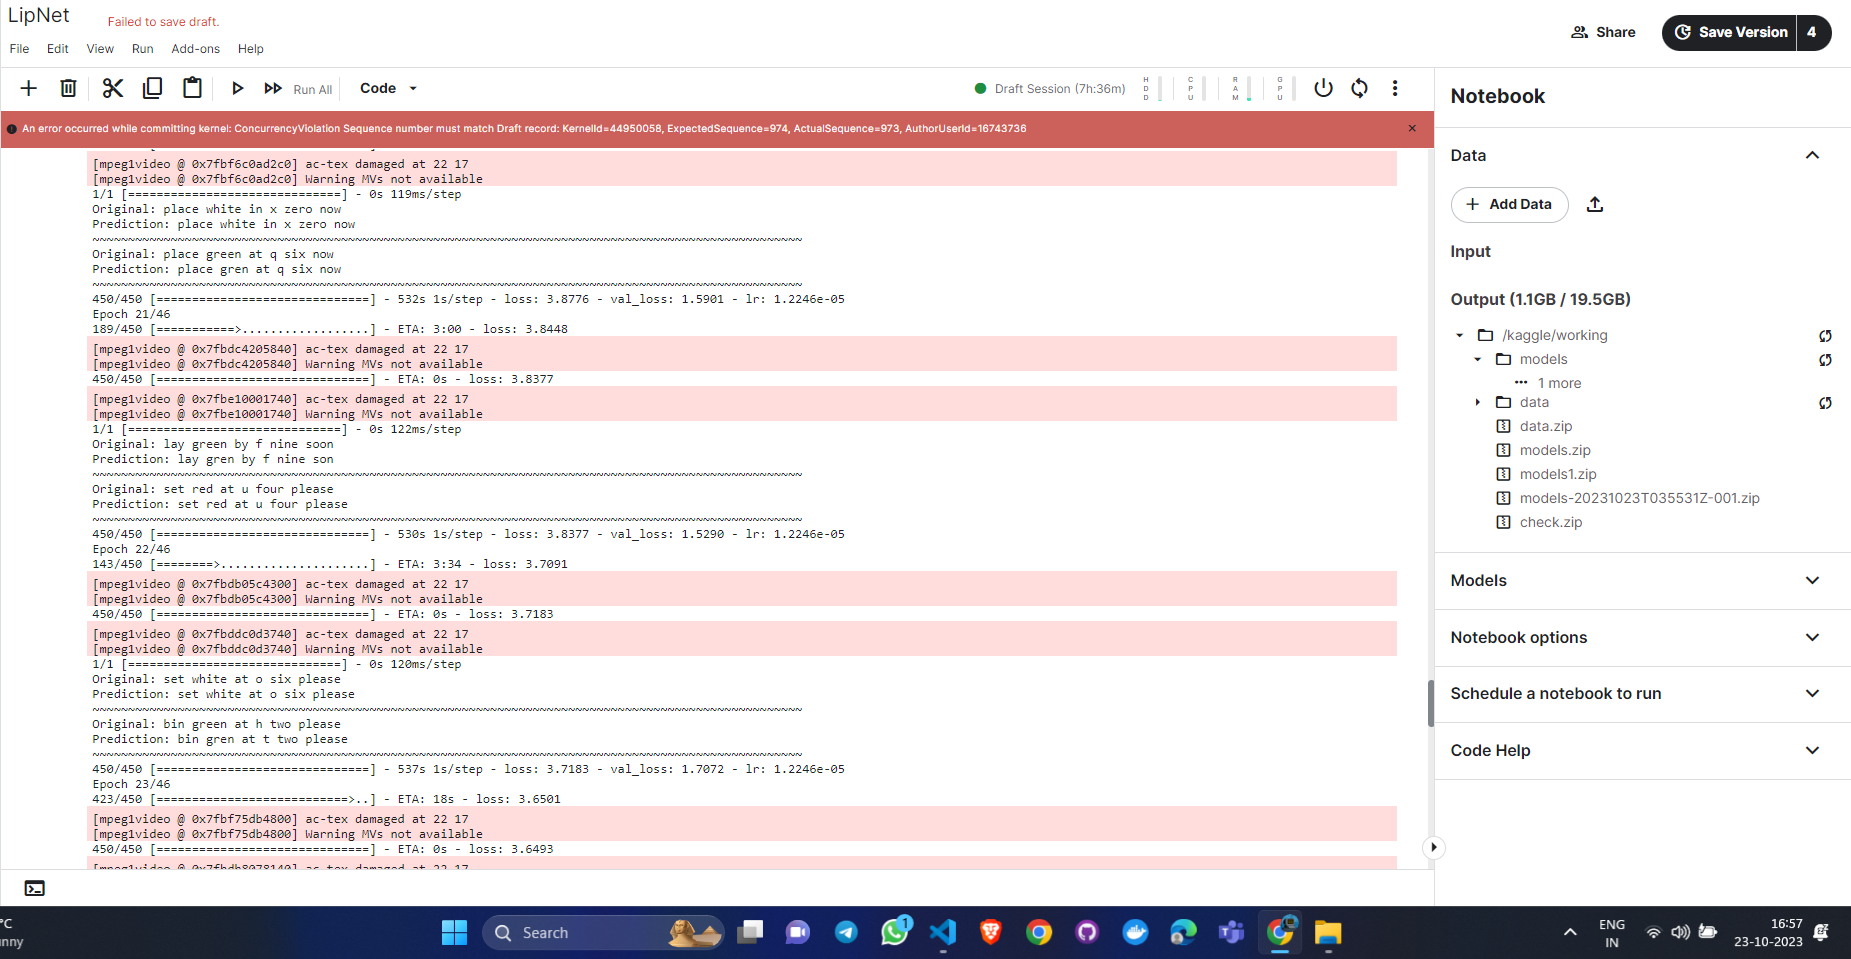 LipNet
Failed to save draft.
File Edit View Run Add-ons Help
Share
Save Version 4
Run All
Code
Draft Session (7h:36m)
HDD
CPU
RAM
GPU
An error occurred while committing kernel: ConcurrencyViolation Sequence number must match Draft record: KernelId=44950058, ExpectedSequence=974, ActualSequence=973, AuthorUserId=16743736
[mpeg1video @ 0x7fbf6c0ad2c0] ac-tex damaged at 22 17
[mpeg1video @ 0x7fbf6c0ad2c0] Warning MVs not available
1/1 [==============================] - 0s 119ms/step
Original: place white in x zero now
Prediction: place white in x zero now
~~~~~~~~~~~~~~~~~~~~~~~~~~~~~~~~~~~~~~~~~~~~~~~~~~~~~~~~~~~~~~~~~~~~~~~~~~~~~~~~~~~~~~~~~~~~~~~~~~~~
Original: place green at q six now
Prediction: place gren at q six now
~~~~~~~~~~~~~~~~~~~~~~~~~~~~~~~~~~~~~~~~~~~~~~~~~~~~~~~~~~~~~~~~~~~~~~~~~~~~~~~~~~~~~~~~~~~~~~~~~~~~
450/450 [==============================] - 532s 1s/step - loss: 3.8776 - val_loss: 1.5901 - lr: 1.2246e-05
Epoch 21/46
189/450 [===========>..................] - ETA: 3:00 - loss: 3.8448
[mpeg1video @ 0x7fbdc4205840] ac-tex damaged at 22 17
[mpeg1video @ 0x7fbdc4205840] Warning MVs not available
450/450 [==============================] - ETA: 0s - loss: 3.8377
[mpeg1video @ 0x7fbe10001740] ac-tex damaged at 22 17
[mpeg1video @ 0x7fbe10001740] Warning MVs not available
1/1 [==============================] - 0s 122ms/step
Original: lay green by f nine soon
Prediction: lay gren by f nine son
~~~~~~~~~~~~~~~~~~~~~~~~~~~~~~~~~~~~~~~~~~~~~~~~~~~~~~~~~~~~~~~~~~~~~~~~~~~~~~~~~~~~~~~~~~~~~~~~~~~~
Original: set red at u four please
Prediction: set red at u four please
~~~~~~~~~~~~~~~~~~~~~~~~~~~~~~~~~~~~~~~~~~~~~~~~~~~~~~~~~~~~~~~~~~~~~~~~~~~~~~~~~~~~~~~~~~~~~~~~~~~~
450/450 [==============================] - 530s 1s/step - loss: 3.8377 - val_loss: 1.5290 - lr: 1.2246e-05
Epoch 22/46
143/450 [========>.....................] - ETA: 3:34 - loss: 3.7091
[mpeg1video @ 0x7fbdb05c4300] ac-tex damaged at 22 17
[mpeg1video @ 0x7fbdb05c4300] Warning MVs not available
450/450 [==============================] - ETA: 0s - loss: 3.7183
[mpeg1video @ 0x7fbddc0d3740] ac-tex damaged at 22 17
[mpeg1video @ 0x7fbddc0d3740] Warning MVs not available
1/1 [==============================] - 0s 120ms/step
Original: set white at o six please
Prediction: set white at o six please
~~~~~~~~~~~~~~~~~~~~~~~~~~~~~~~~~~~~~~~~~~~~~~~~~~~~~~~~~~~~~~~~~~~~~~~~~~~~~~~~~~~~~~~~~~~~~~~~~~~~
Original: bin green at h two please
Prediction: bin gren at t two please
~~~~~~~~~~~~~~~~~~~~~~~~~~~~~~~~~~~~~~~~~~~~~~~~~~~~~~~~~~~~~~~~~~~~~~~~~~~~~~~~~~~~~~~~~~~~~~~~~~~~
450/450 [==============================] - 537s 1s/step - loss: 3.7183 - val_loss: 1.7072 - lr: 1.2246e-05
Epoch 23/46
423/450 [===========================>..] - ETA: 18s - loss: 3.6501
[mpeg1video @ 0x7fbf75db4800] ac-tex damaged at 22 17
[mpeg1video @ 0x7fbf75db4800] Warning MVs not available
450/450 [==============================] - ETA: 0s - loss: 3.6493
Notebook
Data
Add Data
Input
Output (1.1GB / 19.5GB)
/kaggle/working
models
1 more
data
data.zip
models.zip
models1.zip
models-20231023T035531Z-001.zip
check.zip
Models
Notebook options
Schedule a notebook to run
Code Help
°C
unny
Search
1
ENG
IN
16:57
23-10-2023